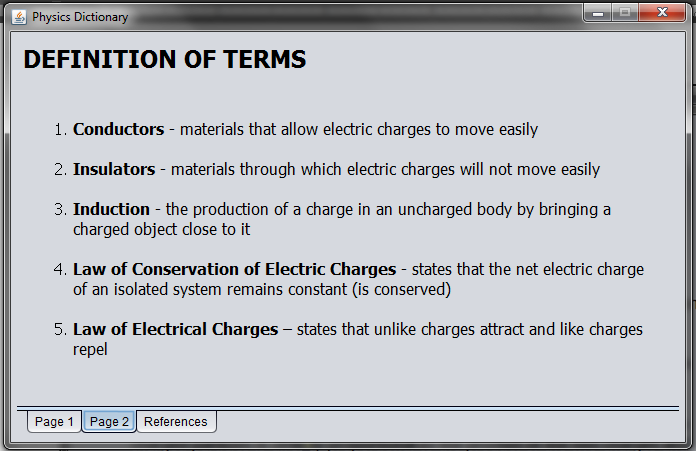 Physics Dictionary
DEFINITION OF TERMS
1. Conductors - materials that allow electric charges to move easily
2. Insulators - materials through which electric charges will not move easily
3. Induction - the production of a charge in an uncharged body by bringing a
charged object close to it
4. Law of Conservation of Electric Charges - states that the net electric charge
of an isolated system remains constant (is conserved)
5. Law of Electrical Charges – states that unlike charges attract and like charges
repel
Page 1 Page 2 References